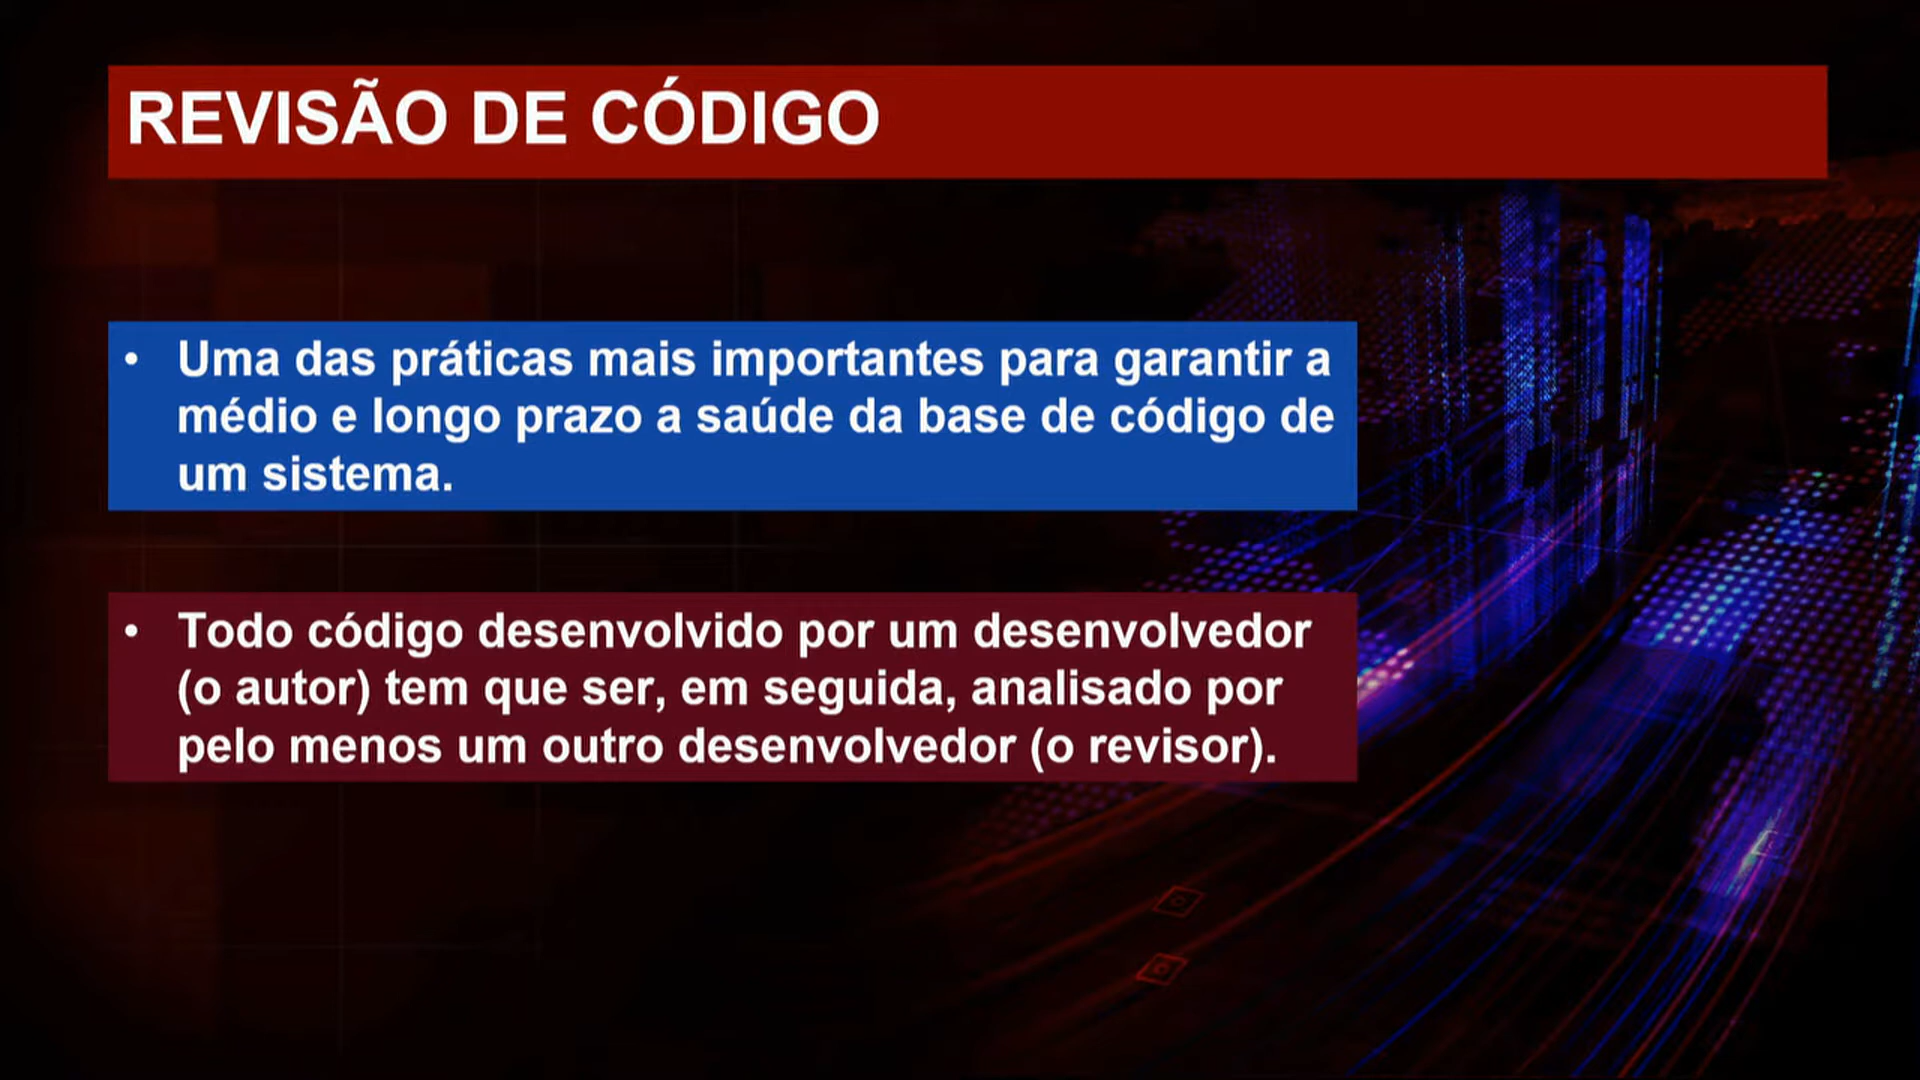 REVISÃO DE CÓDIGO
• Uma das práticas mais importantes para garantir a
médio e longo prazo a saúde da base de código de
um sistema.
• Todo código desenvolvido por um desenvolvedor
(o autor) tem que ser, em seguida, analisado por
pelo menos um outro desenvolvedor (o revisor).